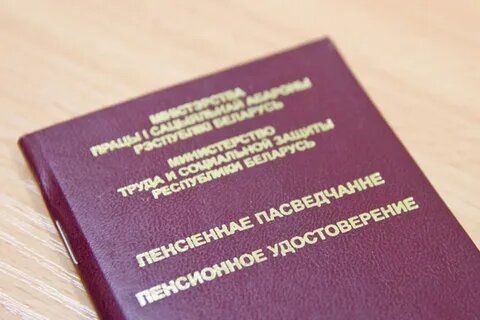 МІНІСТЭРСТВА
ПРАЦЫ І САЦЫЯЛЬНАЙ АБАРОНЫ
РЭСПУБЛІКІ БЕЛАРУСЬ
МИНИСТЕРСТВО
ТРУДА И СОЦИАЛЬНОЙ ЗАЩИТЫ
РЕСПУБЛИКИ БЕЛАРУСЬ
ПЕНСІЕННАЕ ПАСВЕДЧАННЕ
ПЕНСИОННОЕ УДОСТОВЕРЕНИЕ